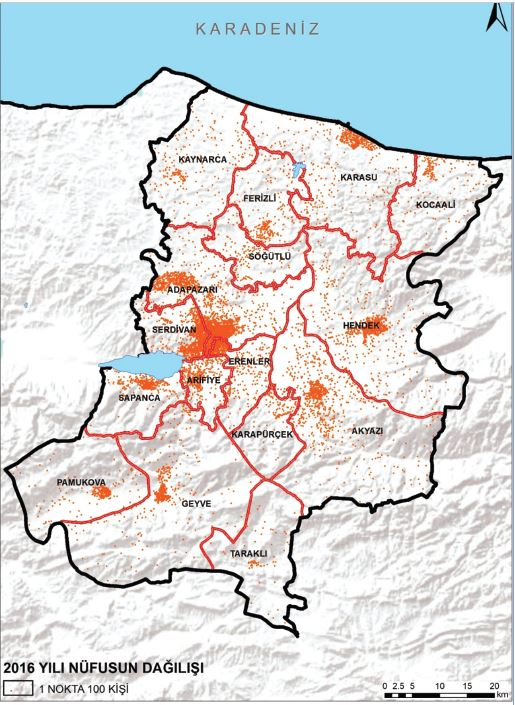 KARADENİZ
KAYNARCA
KARASU
FERİZLİ
KOCAALİ
SÖĞÜTLÜ
ADAPAZARI
SERDİVAN
HENDEK
ERENLER
ARİFİYE
SAPANCA
KARAPÜRÇEK
AKYAZI
PAMUKOVA
GEYVE
TARAKLI
2016 YILI NÜFUSUN DAĞILIŞI
1 NOKTA 100 KİŞİ
0 2.5 5 10 15 20
km